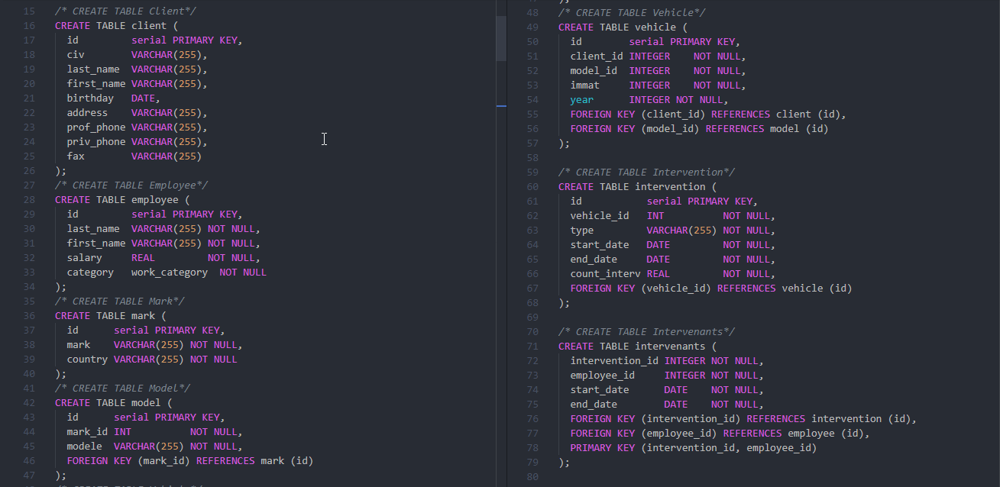 15 /* CREATE TABLE Client*/
16 CREATE TABLE client (
17 id serial PRIMARY KEY,
18 civ VARCHAR(255),
19 last_name VARCHAR(255),
20 first_name VARCHAR(255),
21 birthday DATE,
22 address VARCHAR(255),
23 prof_phone VARCHAR(255),
24 priv_phone VARCHAR(255),
25 fax VARCHAR(255)
26 );
27 /* CREATE TABLE Employee*/
28 CREATE TABLE employee (
29 id serial PRIMARY KEY,
30 last_name VARCHAR(255) NOT NULL,
31 first_name VARCHAR(255) NOT NULL,
32 salary REAL NOT NULL,
33 category work_category NOT NULL
34 );
35 /* CREATE TABLE Mark*/
36 CREATE TABLE mark (
37 id serial PRIMARY KEY,
38 mark VARCHAR(255) NOT NULL,
39 country VARCHAR(255) NOT NULL
40 );
41 /* CREATE TABLE Model*/
42 CREATE TABLE model (
43 id serial PRIMARY KEY,
44 mark_id INT NOT NULL,
45 modele VARCHAR(255) NOT NULL,
46 FOREIGN KEY (mark_id) REFERENCES mark (id)
47 );
48 /* CREATE TABLE Vehicle*/
49 CREATE TABLE vehicle (
50 id serial PRIMARY KEY,
51 client_id INTEGER NOT NULL,
52 model_id INTEGER NOT NULL,
53 immat INTEGER NOT NULL,
54 year INTEGER NOT NULL,
55 FOREIGN KEY (client_id) REFERENCES client (id),
56 FOREIGN KEY (model_id) REFERENCES model (id)
57 );
58
59 /* CREATE TABLE Intervention*/
60 CREATE TABLE intervention (
61 id serial PRIMARY KEY,
62 vehicle_id INT NOT NULL,
63 type VARCHAR(255) NOT NULL,
64 start_date DATE NOT NULL,
65 end_date DATE NOT NULL,
66 count_interv REAL NOT NULL,
67 FOREIGN KEY (vehicle_id) REFERENCES vehicle (id)
68 );
69
70 /* CREATE TABLE Intervenants*/
71 CREATE TABLE intervenants (
72 intervention_id INTEGER NOT NULL,
73 employee_id INTEGER NOT NULL,
74 start_date DATE NOT NULL,
75 end_date DATE NOT NULL,
76 FOREIGN KEY (intervention_id) REFERENCES intervention (id),
77 FOREIGN KEY (employee_id) REFERENCES employee (id),
78 PRIMARY KEY (intervention_id, employee_id)
79 );
80